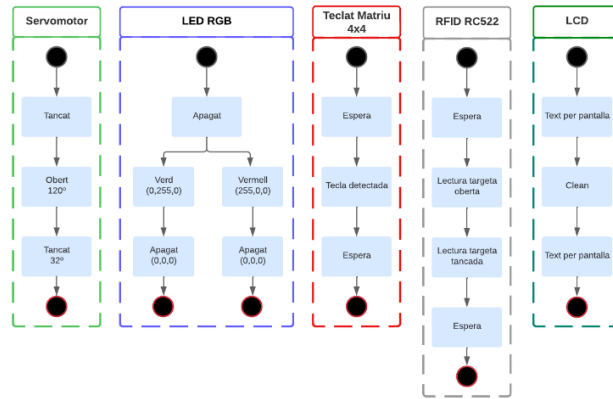 Servomotor
Tancat
Obert
120º
Tancat
32º
LED RGB
Apagat
Verd
(0,255,0)
Vermell
(255,0,0)
Apagat
(0,0,0)
Apagat
(0,0,0)
Teclat Matriu
4x4
Espera
Tecla detectada
Espera
RFID RC522
Espera
Lectura targeta
oberta
Lectura targeta
tancada
Espera
LCD
Text per pantalla
Clean
Text per pantalla